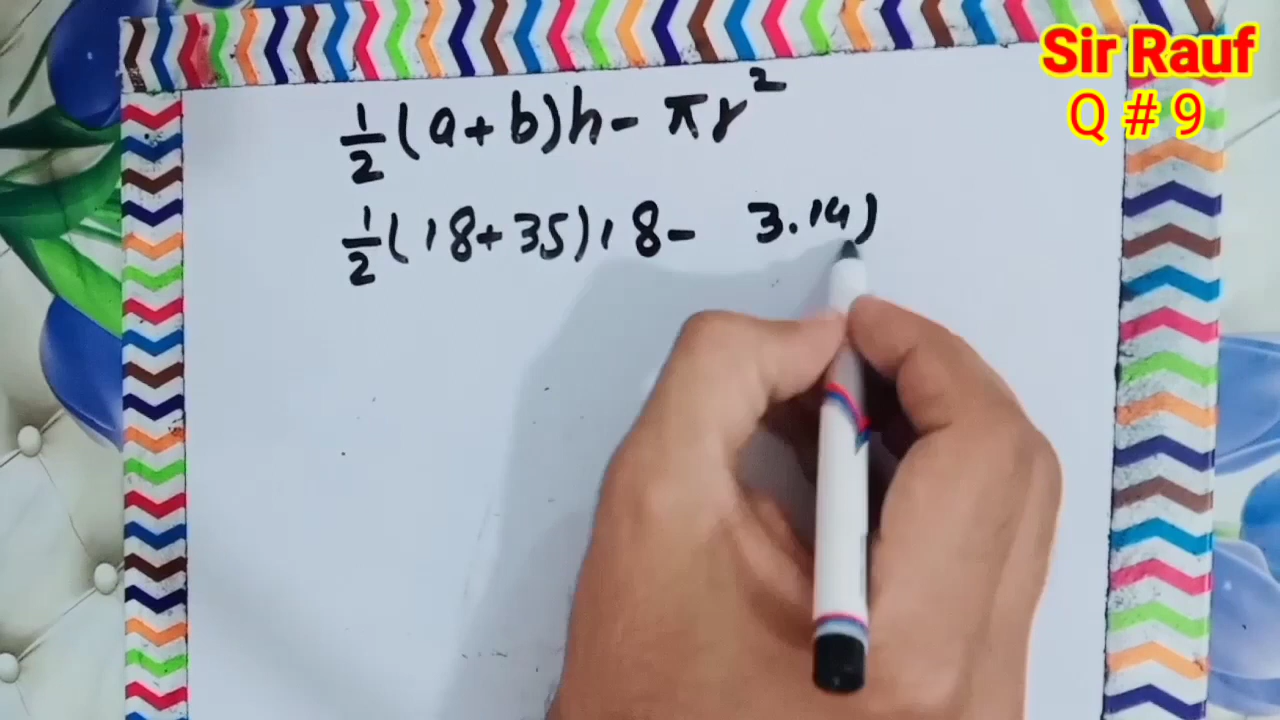 Sir Rauf
Q # 9
1/2 (a + b) h - πr²
1/2 (18 + 35) 18 - 3.14)